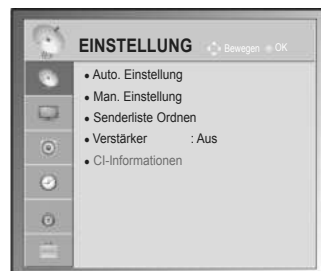 EINSTELLUNG Bewegen OK
• Auto. Einstellung
• Man. Einstellung
• Senderliste Ordnen
• Verstärker : Aus
• CI-Informationen